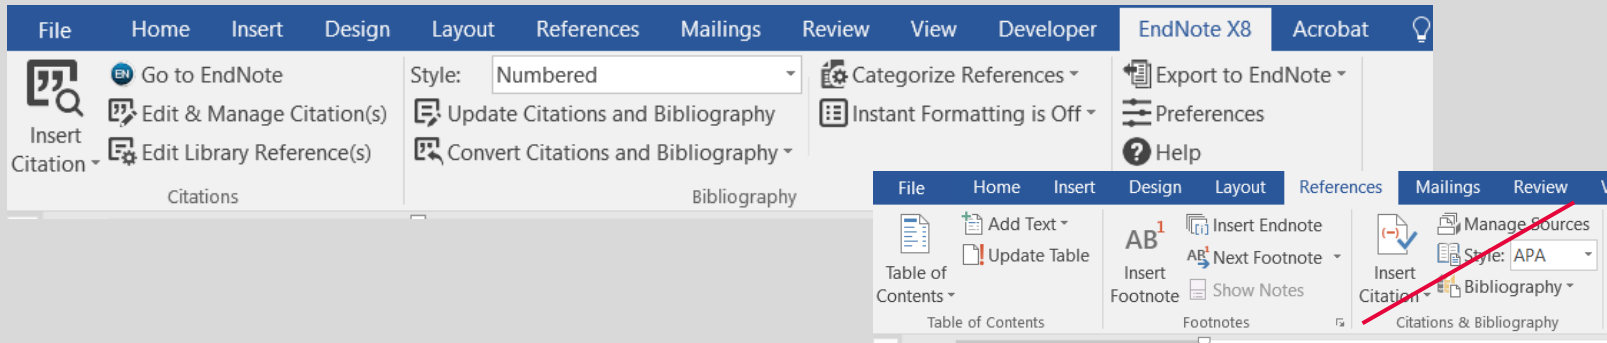 File Home Insert Design Layout References Mailings Review View Developer EndNote X8 Acrobat
Insert
Citation
EN Go to EndNote
Edit & Manage Citation(s)
Edit Library Reference(s)
Citations
Style: Numbered
Update Citations and Bibliography
Convert Citations and Bibliography
Categorize References
Instant Formatting is Off
Bibliography
Export to EndNote
Preferences
Help
File Home Insert Design Layout References Mailings Review
Table of
Contents
Add Text
Update Table
Table of Contents
AB1
Insert
Footnote
Insert Endnote
AB1 Next Footnote
Show Notes
Footnotes
Insert
Citation
Manage Sources
Style: APA
Bibliography
Citations & Bibliography